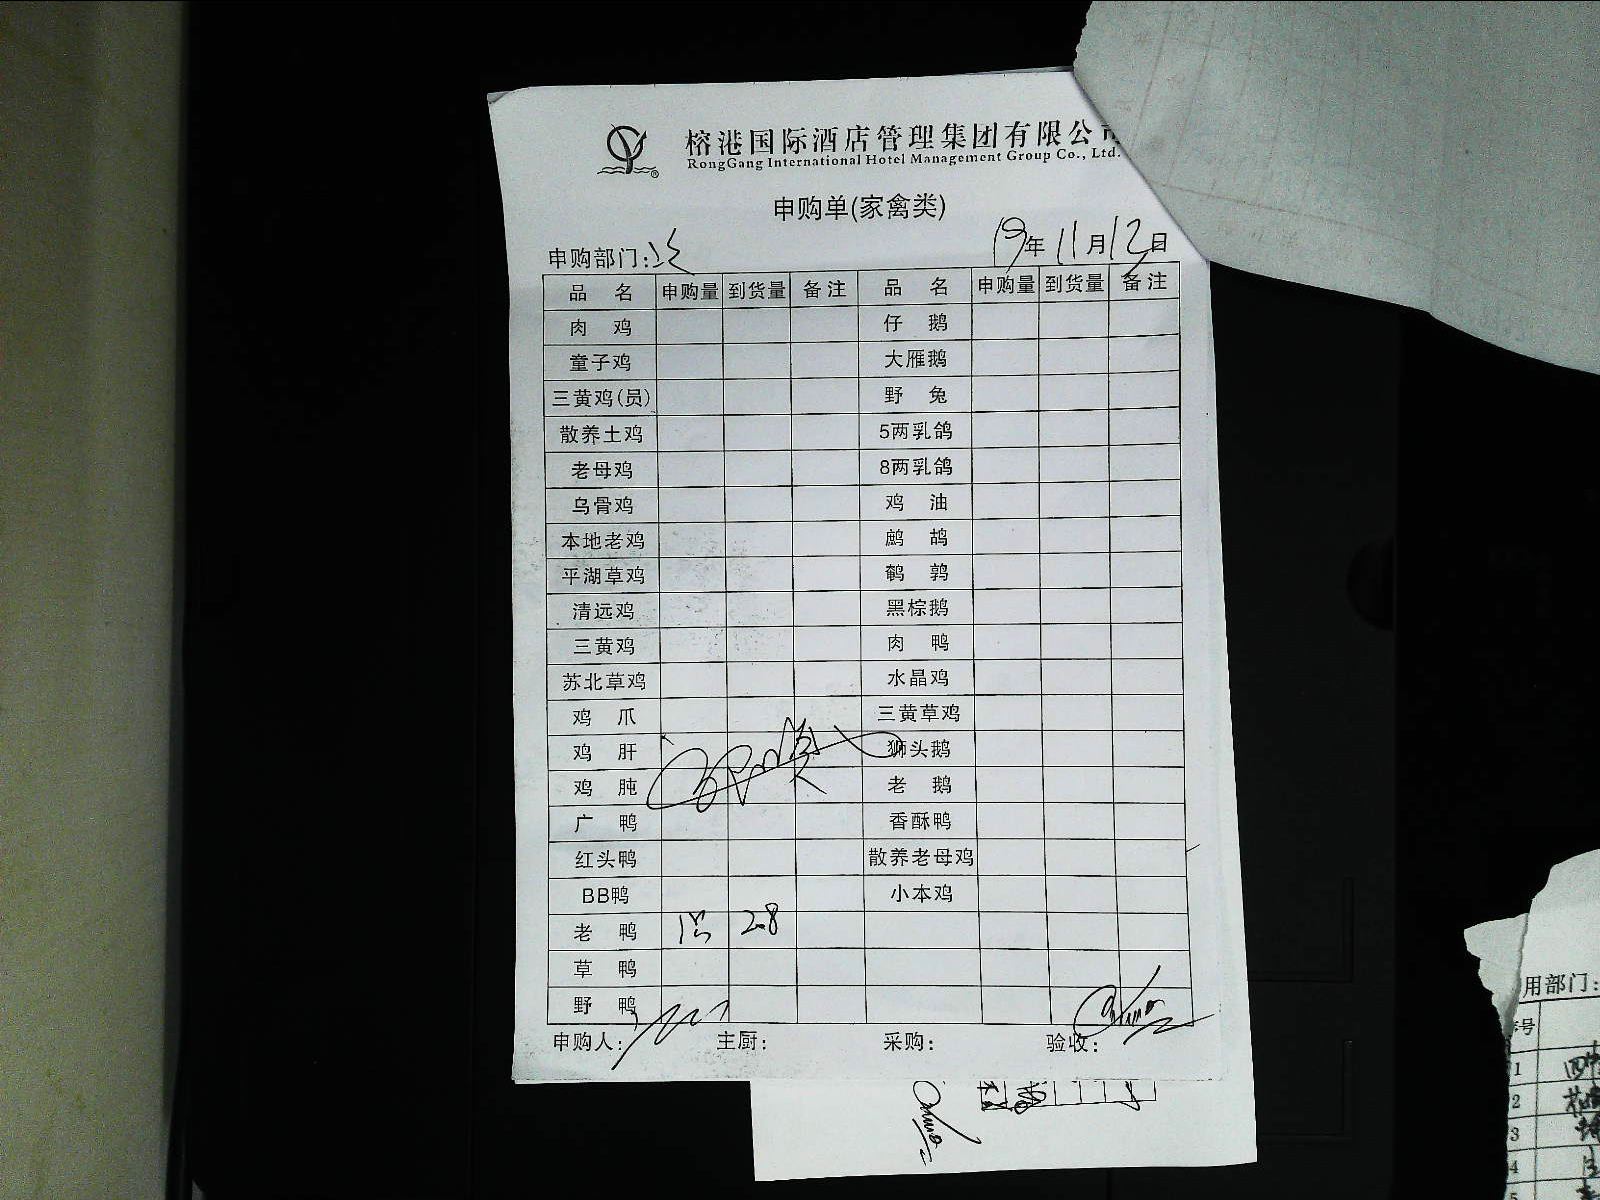 榕港国际酒店管理集团有限公司
RongGang International Hotel Management Group Co., Ltd.
申购单(家禽类)
申购部门: 19年11月12日
品 名 申购量 到货量 备注 品 名 申购量 到货量 备注
肉 鸡 仔 鹅
童子鸡 大雁鹅
三黄鸡(员) 野 兔
散养土鸡 5两乳鸽
老母鸡 8两乳鸽
乌骨鸡 鸡 油
本地老鸡 鹧 鸪
平湖草鸡 鹌 鹑
清远鸡 黑棕鹅
三黄鸡 肉 鸭
苏北草鸡 水晶鸡
鸡 爪 三黄草鸡
鸡 肝 狮头鹅
鸡 肫 老 鹅
广 鸭 香酥鸭
红头鸭 散养老母鸡
BB鸭 小本鸡
老 鸭 2.8
草 鸭
野 鸭
申购人: 主厨: 采购: 验收:
用部门:
序号
1
2
3
4
5